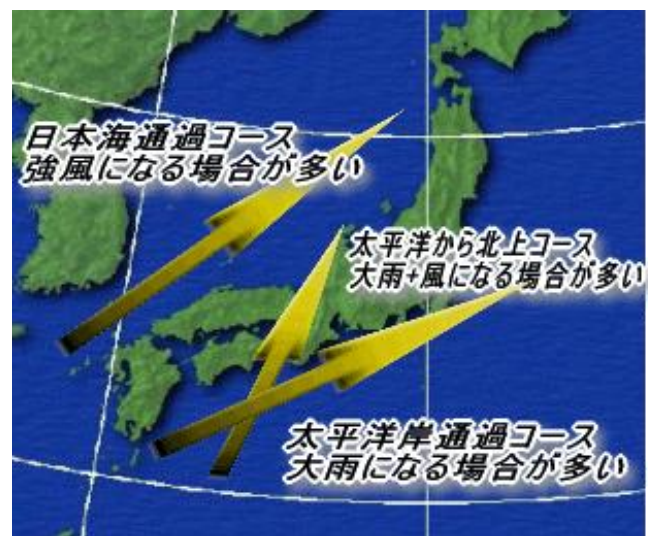 日本海通過コース
強風になる場合が多い
太平洋から北上コース
大雨+風になる場合が多い
太平洋岸通過コース
大雨になる場合が多い